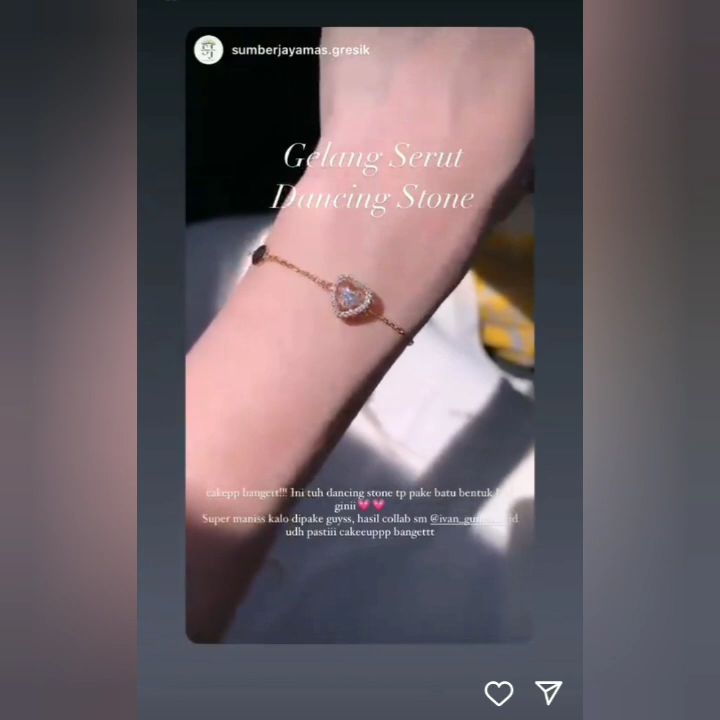 sumberjayamas.gresik
Gelang Serut
Dancing Stone
cakepp bangett!!! Ini tuh dancing stone tp pake batu bentuk
ginii💗💗
Super maniss kalo dipake guyss, hasil collab sm
udh pastiii cakeeuppp bangettt